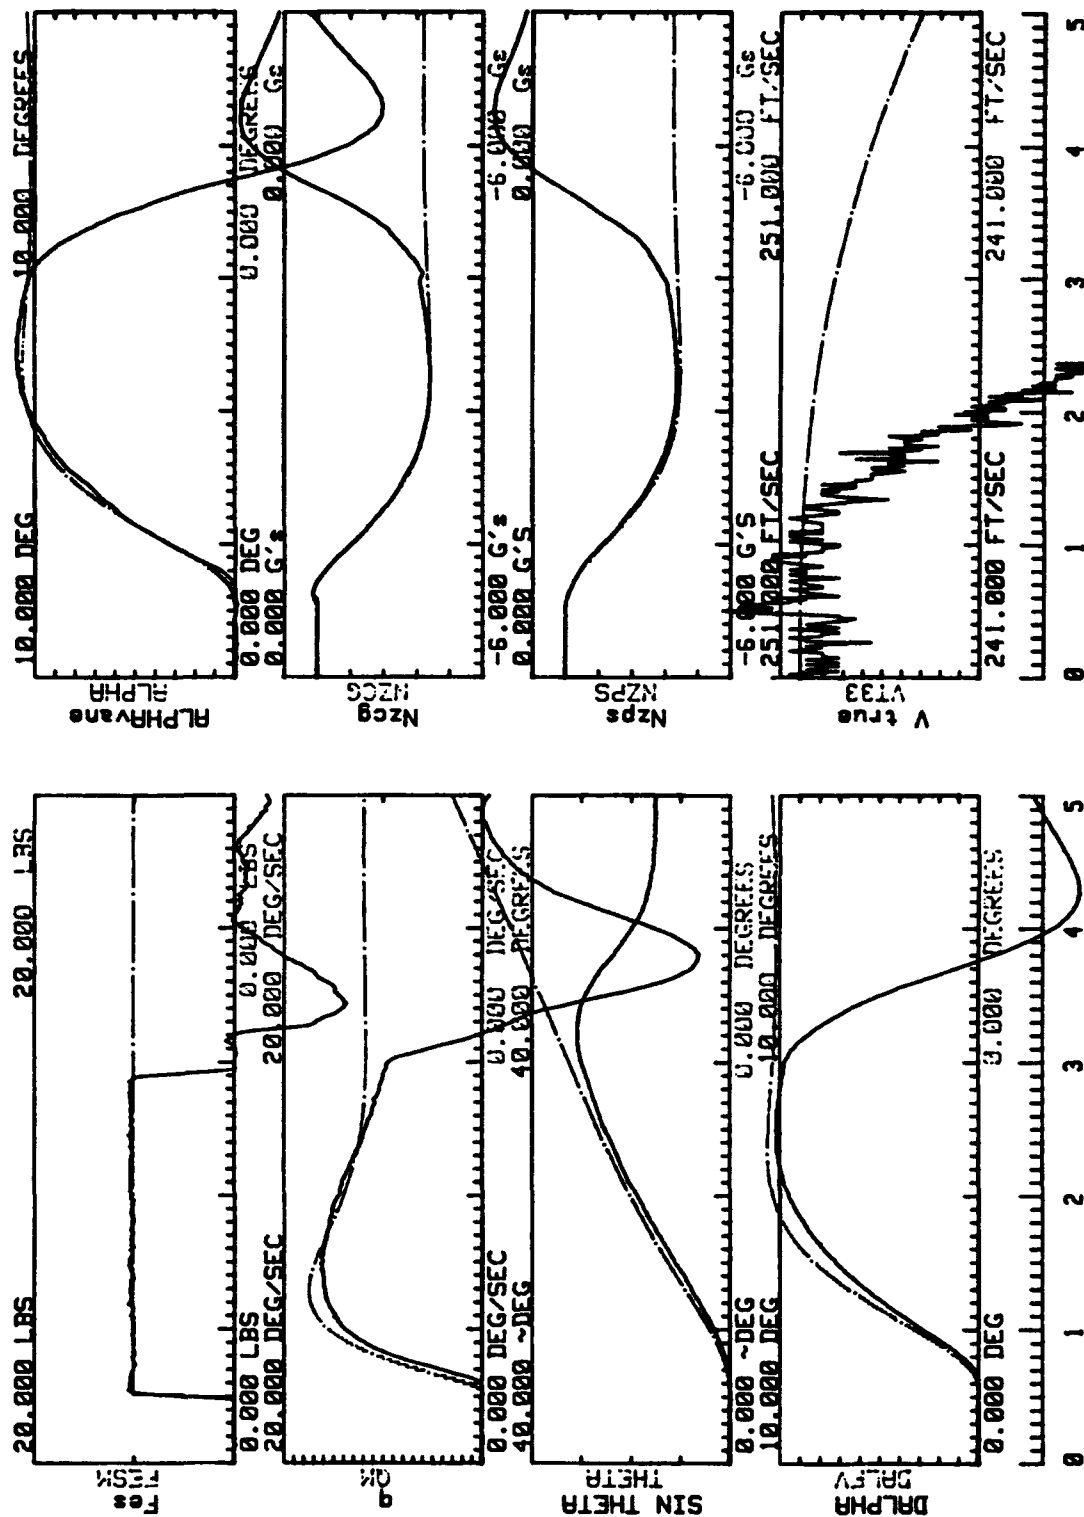 20.000 LBS
20.000 LBS
Fes
FESM
0.000 LBS
0.000 LBS
20.000 DEG/SEC
20.000 DEG/SEC
q
QM
0.000 DEG/SEC
0.000 DEG/SEC
40.000 ~DEG
40.000 DEGREES
SIN THETA
THETA
0.000 ~DEG
0.000 DEGREES
10.000 DEG
10.000 DEGREES
DALPHA
DALFV
0.000 DEG
0.000 DEGREES
0 1 2 3 4 5
10.000 DEG
10.000 DEGREES
10.000 DEGREES
ALPHAvane
ALPHA
0.000 DEG
0.000 DEGREES
0.000 G's
0.000 Gs
Nzcg
NZCG
-6.000 G's
-6.000 Gs
0.000 G'S
0.000 Gs
Nzps
NZPS
-6.000 G'S
-6.000 Gs
251.000 FT/SEC
251.000 FT/SEC
V true
VT33
241.000 FT/SEC
241.000 FT/SEC
0 1 2 3 4 5